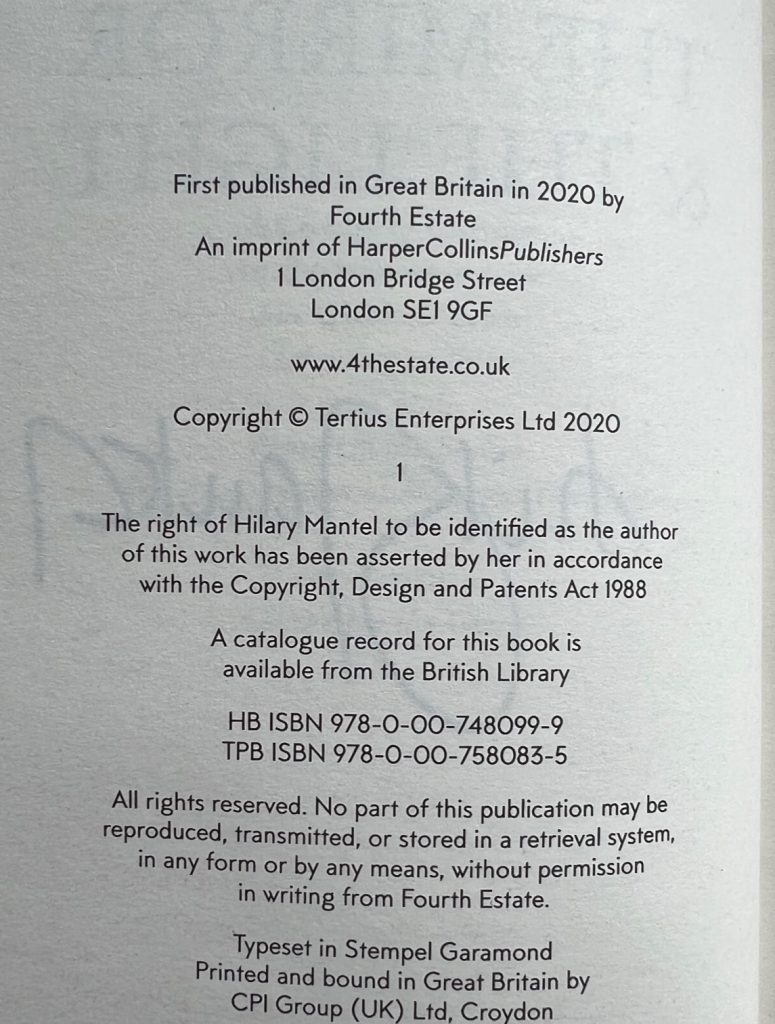 First published in Great Britain in 2020 by
Fourth Estate
An imprint of HarperCollinsPublishers
1 London Bridge Street
London SE1 9GF
www.4thestate.co.uk
Copyright © Tertius Enterprises Ltd 2020
1
The right of Hilary Mantel to be identified as the author
of this work has been asserted by her in accordance
with the Copyright, Design and Patents Act 1988
A catalogue record for this book is
available from the British Library
HB ISBN 978-0-00-748099-9
TPB ISBN 978-0-00-758083-5
All rights reserved. No part of this publication may be
reproduced, transmitted, or stored in a retrieval system,
in any form or by any means, without permission
in writing from Fourth Estate.
Typeset in Stempel Garamond
Printed and bound in Great Britain by
CPI Group (UK) Ltd, Croydon